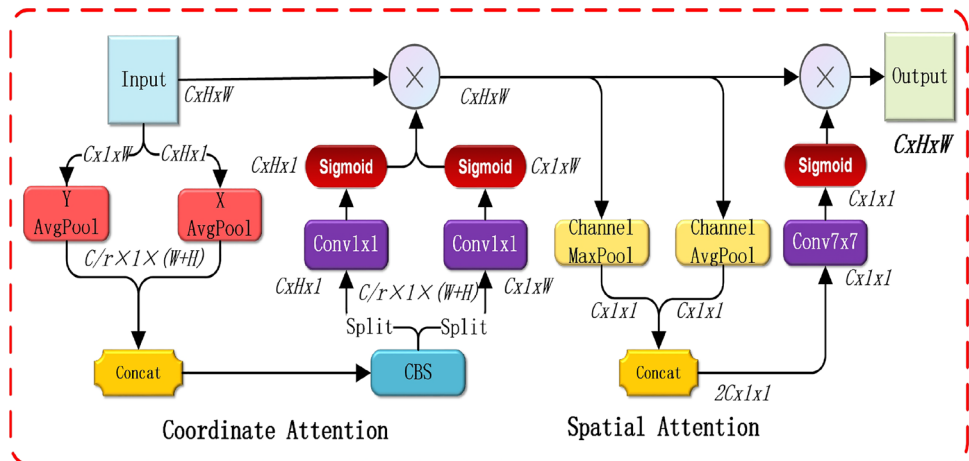 Input
CxHxW
×
CxHxW
×
Output
CxHxW
Cx1xW
CxHx1
CxHx1
Sigmoid
Sigmoid
Cx1xW
Sigmoid
Cx1x1
Y
AvgPool
X
AvgPool
Conv1x1
Conv1x1
Channel
MaxPool
Channel
AvgPool
Conv7x7
C/r×1×(W+H)
CxHx1
C/r×1×(W+H)
Cx1xW
Cx1x1
Cx1x1
Cx1x1
Split
Split
Concat
CBS
Concat
2Cx1x1
Coordinate Attention
Spatial Attention